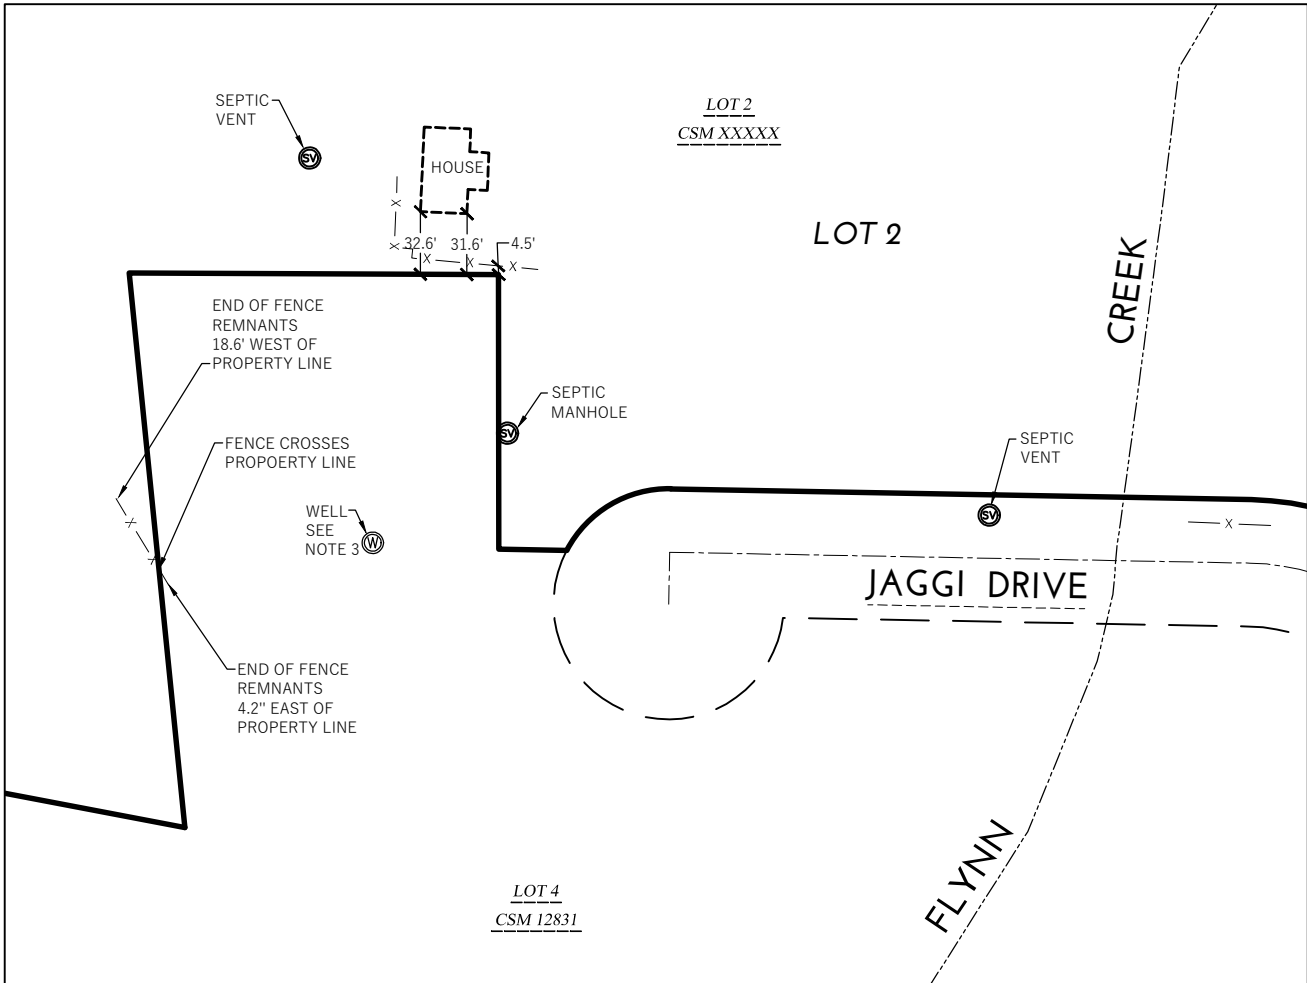 SEPTIC
VENT
LOT 2
CSM XXXXX
HOUSE
LOT 2
32.6' 31.6' 4.5'
CREEK
END OF FENCE
REMNANTS
18.6' WEST OF
PROPERTY LINE
SEPTIC
MANHOLE
FENCE CROSSES
PROPOERTY LINE
SEPTIC
VENT
WELL
SEE
NOTE 3
W
SV
SV
SV
JAGGI DRIVE
END OF FENCE
REMNANTS
4.2" EAST OF
PROPERTY LINE
FLYNN
LOT 4
CSM 12831
X
X
X
X
X
X
X
X